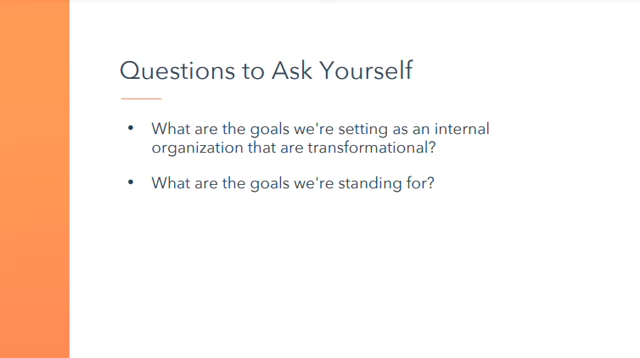 Questions to Ask Yourself
• What are the goals we're setting as an internal
organization that are transformational?
• What are the goals we're standing for?